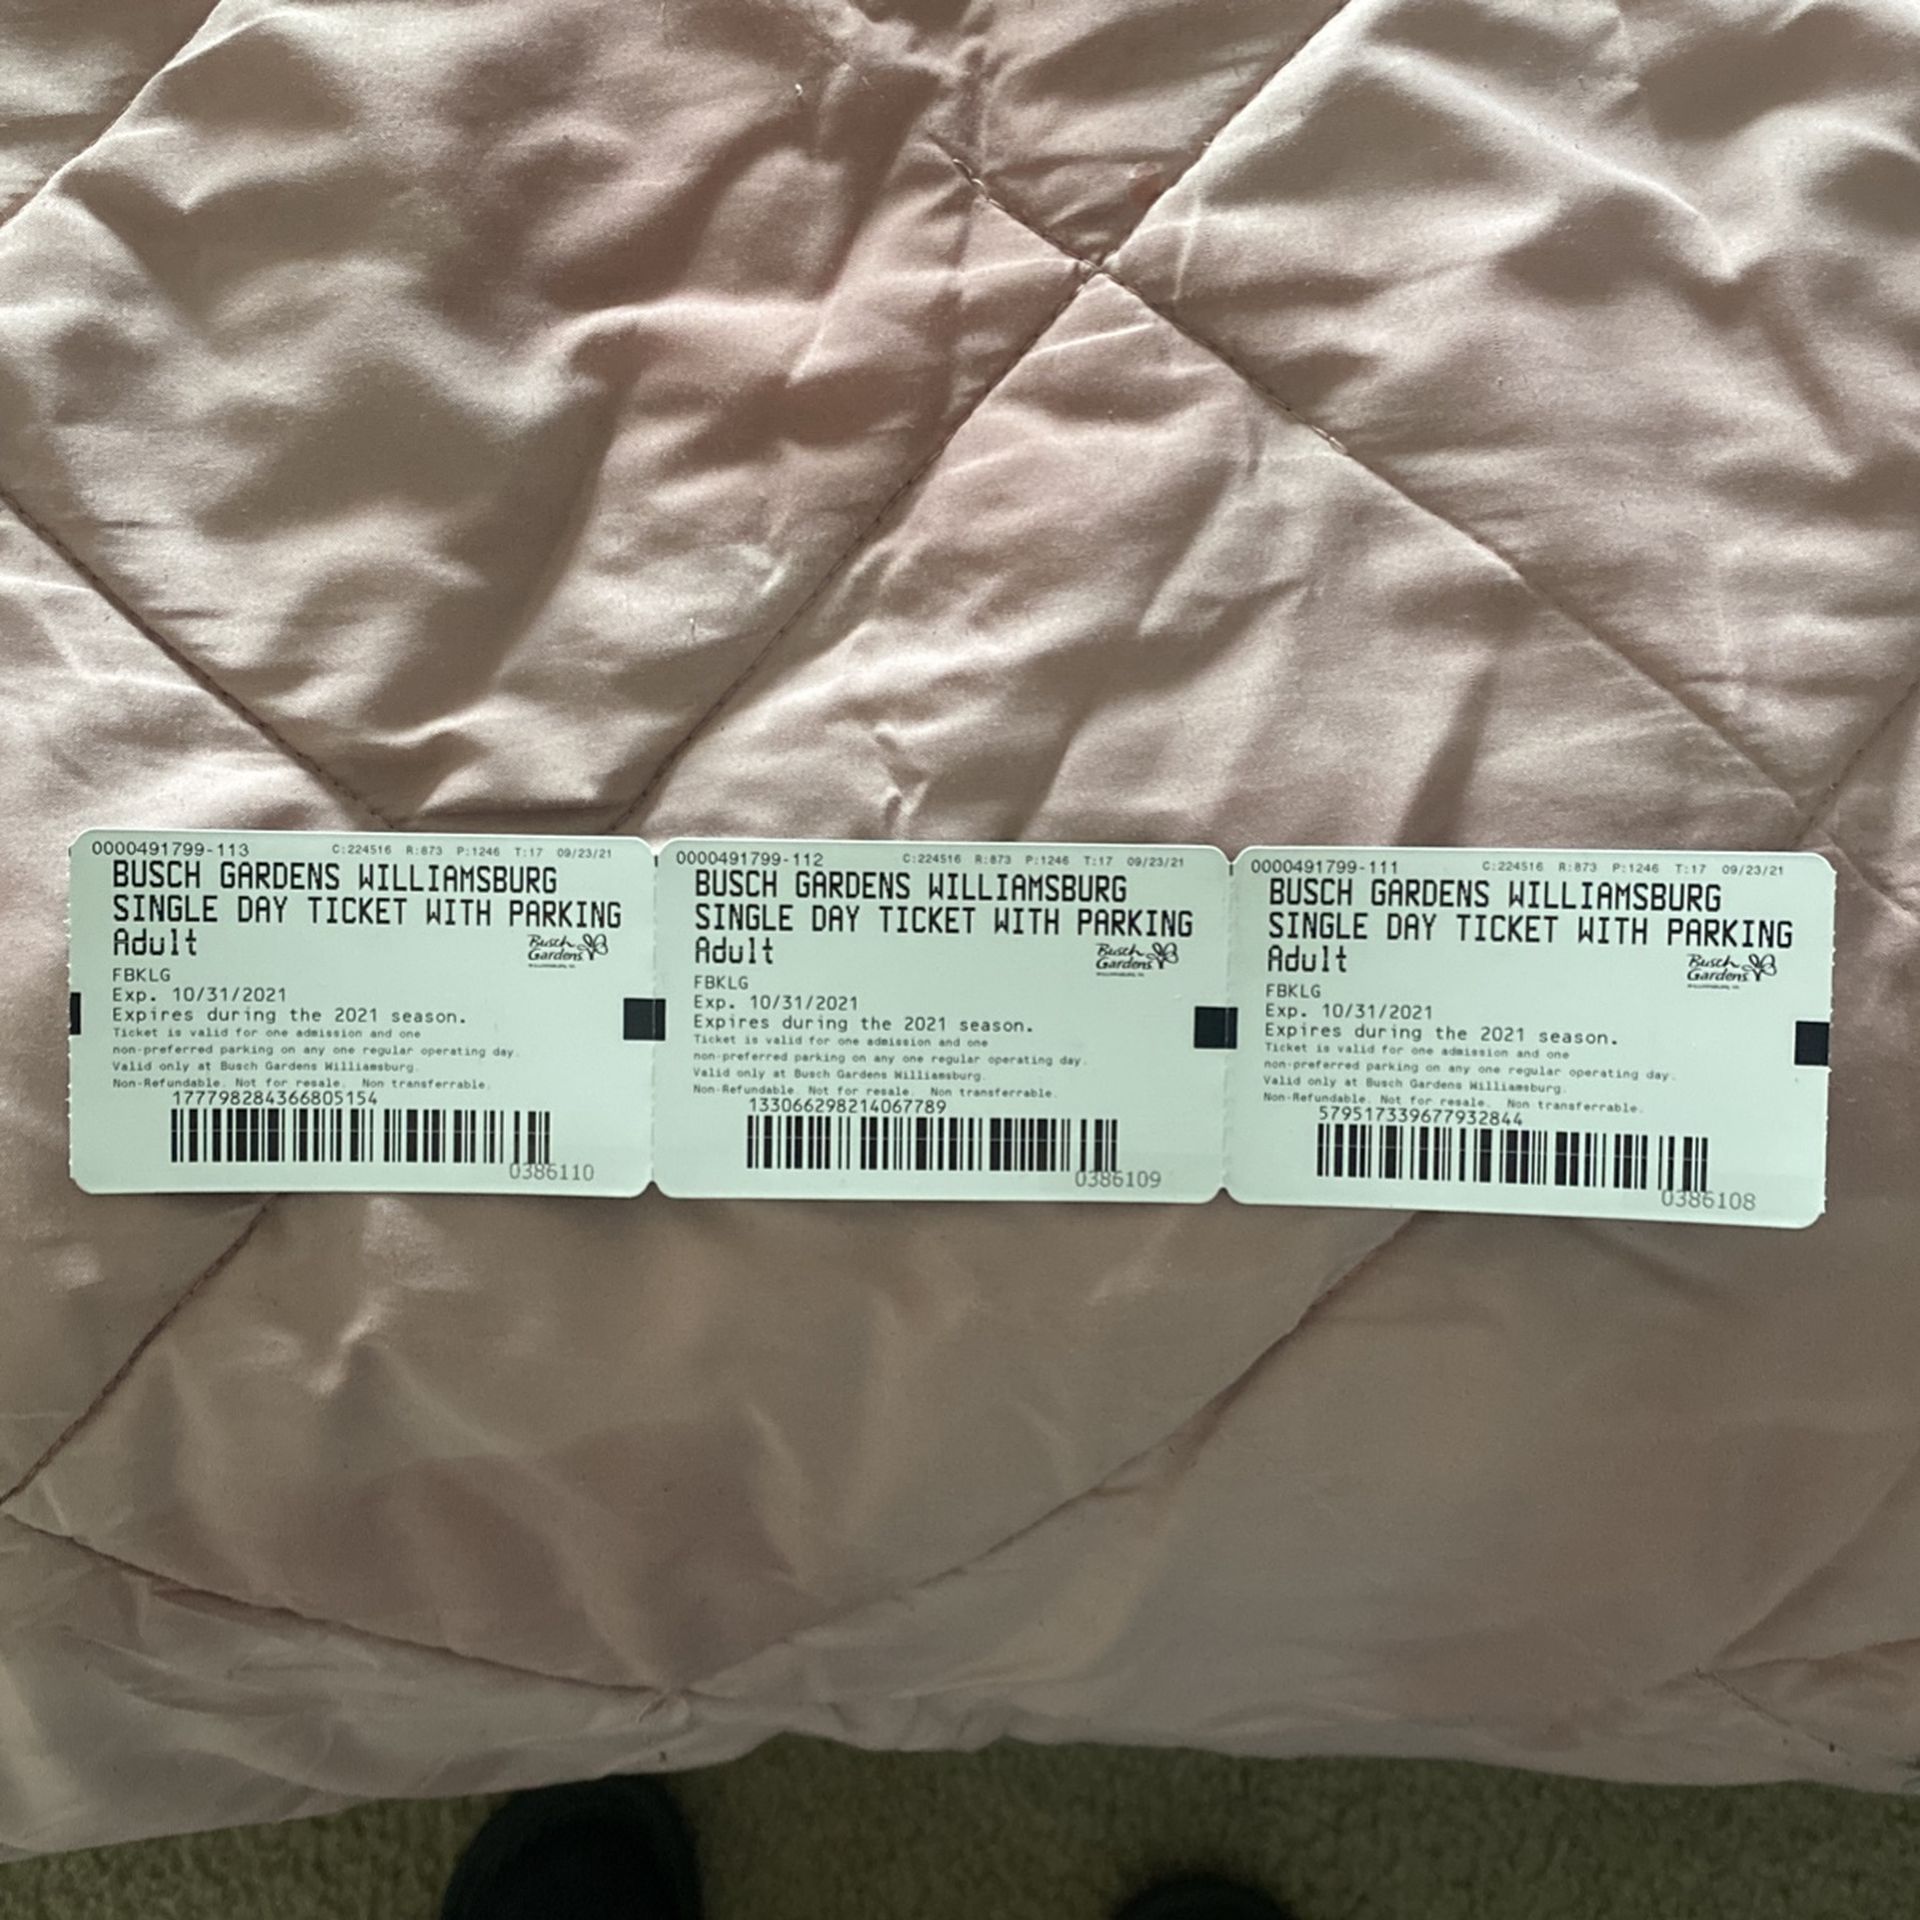 0000491799-113 C:224516 R:873 P:1246 T:17 09/23/21
BUSCH GARDENS WILLIAMSBURG
SINGLE DAY TICKET WITH PARKING
Adult
Busch
Gardens
FBKLG
Exp. 10/31/2021
Expires during the 2021 season.
Ticket is valid for one admission and one
non-preferred parking on any one regular operating day.
Valid only at Busch Gardens Williamsburg.
Non-Refundable. Not for resale. Non transferrable.
177798284366805154
0386110
0000491799-112 C:224516 R:873 P:1246 T:17 09/23/21
BUSCH GARDENS WILLIAMSBURG
SINGLE DAY TICKET WITH PARKING
Adult
Busch
Gardens
FBKLG
Exp. 10/31/2021
Expires during the 2021 season.
Ticket is valid for one admission and one
non-preferred parking on any one regular operating day.
Valid only at Busch Gardens Williamsburg.
Non-Refundable. Not for resale. Non transferrable.
133066298214067789
0386109
0000491799-111 C:224516 R:873 P:1246 T:17 09/23/21
BUSCH GARDENS WILLIAMSBURG
SINGLE DAY TICKET WITH PARKING
Adult
Busch
Gardens
FBKLG
Exp. 10/31/2021
Expires during the 2021 season.
Ticket is valid for one admission and one
non-preferred parking on any one regular operating day.
Valid only at Busch Gardens Williamsburg.
Non-Refundable. Not for resale. Non transferrable.
579517339677932844
0386108